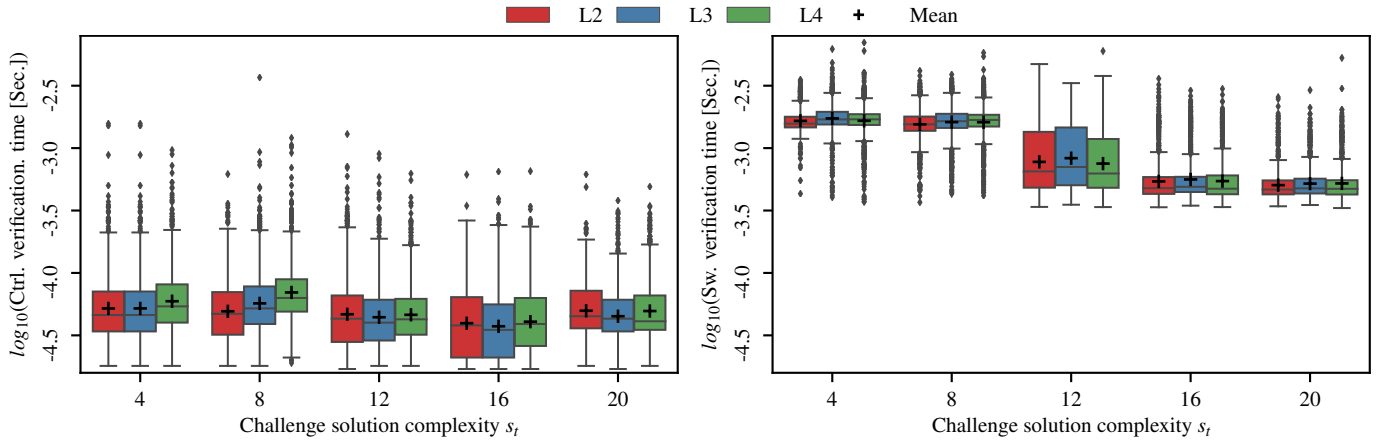 L2 L3 L4 Mean
log10(Ctrl. verification time [Sec.])
-2.5
-3.0
-3.5
-4.0
-4.5
4 8 12 16 20
Challenge solution complexity st
log10(Sw. verification time [Sec.])
-2.5
-3.0
-3.5
-4.0
-4.5
4 8 12 16 20
Challenge solution complexity st